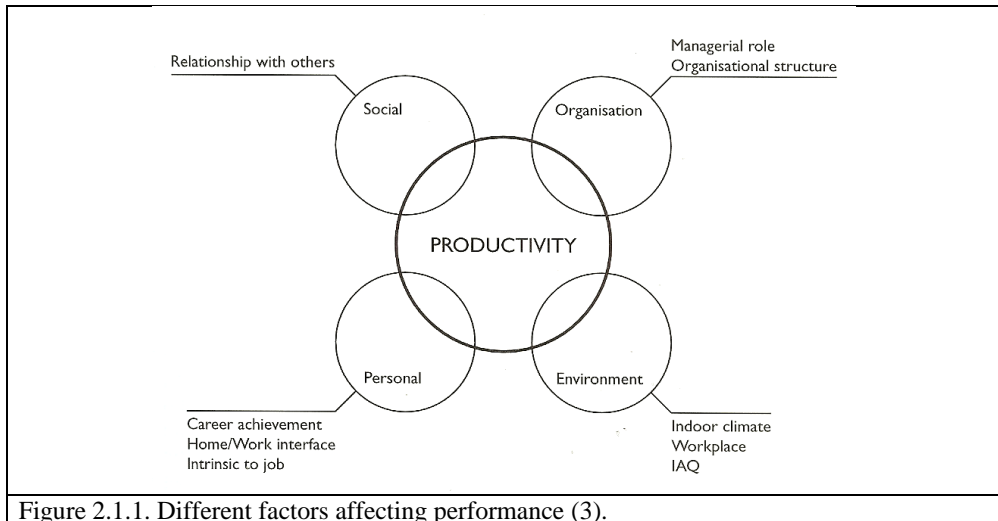 Relationship with others
Managerial role
Organisational structure
Social
Organisation
PRODUCTIVITY
Personal
Environment
Career achievement
Home/Work interface
Intrinsic to job
Indoor climate
Workplace
IAQ
Figure 2.1.1. Different factors affecting performance (3).